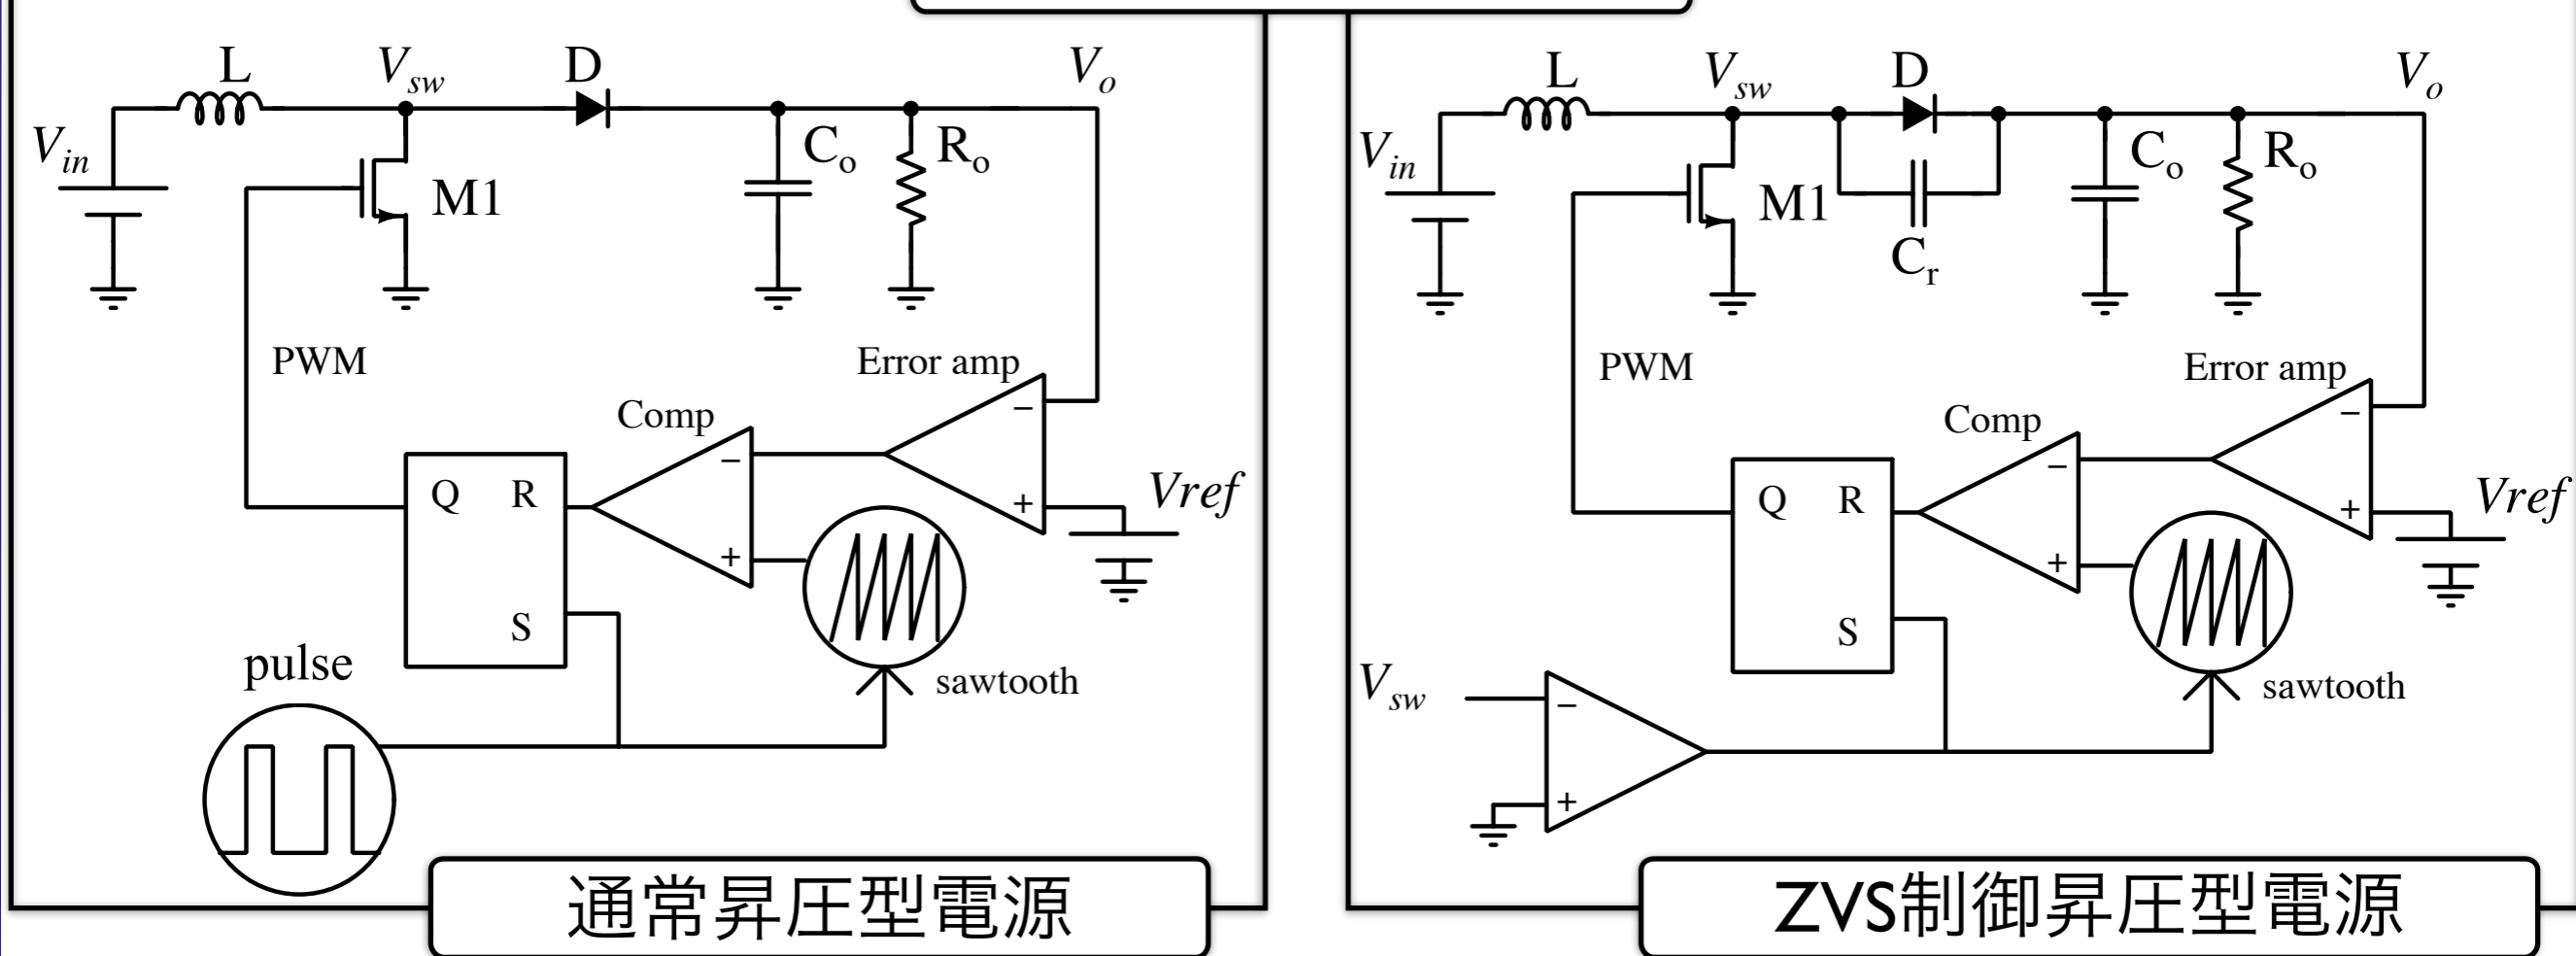 L
Vsw
D
Vo
Vin
M1
Co
Ro
PWM
Error amp
−
+
Comp
−
+
Vref
Q
R
S
sawtooth
pulse
通常昇圧型電源
L
Vsw
D
Vo
Vin
M1
Cr
Co
Ro
PWM
Error amp
−
+
Comp
−
+
Vref
Q
R
S
sawtooth
Vsw
−
+
ZVS制御昇圧型電源